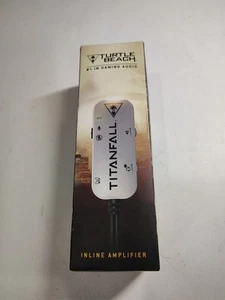 TURTLE
BEACH
#1 IN GAMING AUDIO
TITANFALL
INLINE AMPLIFIER